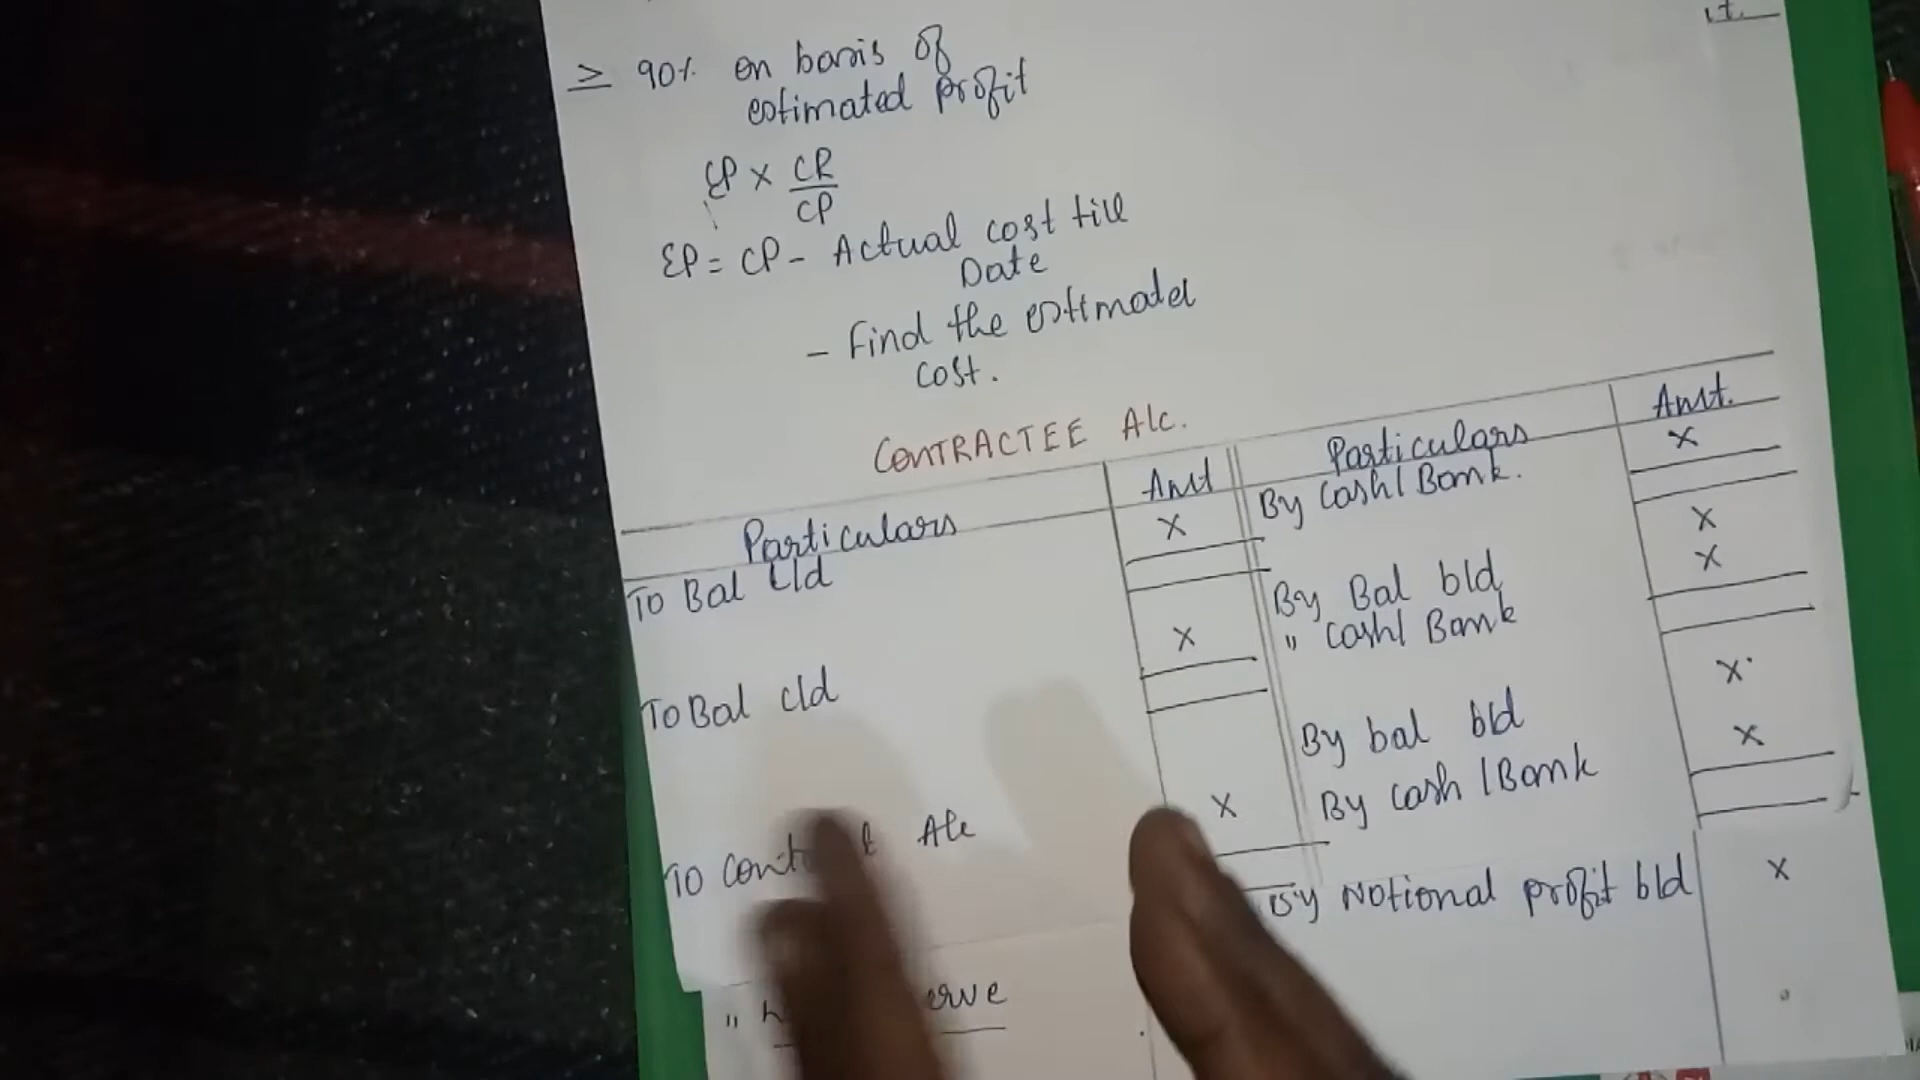 it.
≥ 90% on basis of
estimated profit
EP × CR/CP
EP = CP - Actual cost till
Date
- Find the estimated
cost.
CONTRACTEE A/c.
Particulars Amt Particulars Amt.
To Bal c/d X By Cash/Bank. X
By Bal b/d X
To Bal c/d X " Cash/Bank X
By bal b/d X
To A/c X By Cash/Bank X
By Notional profit b/d X